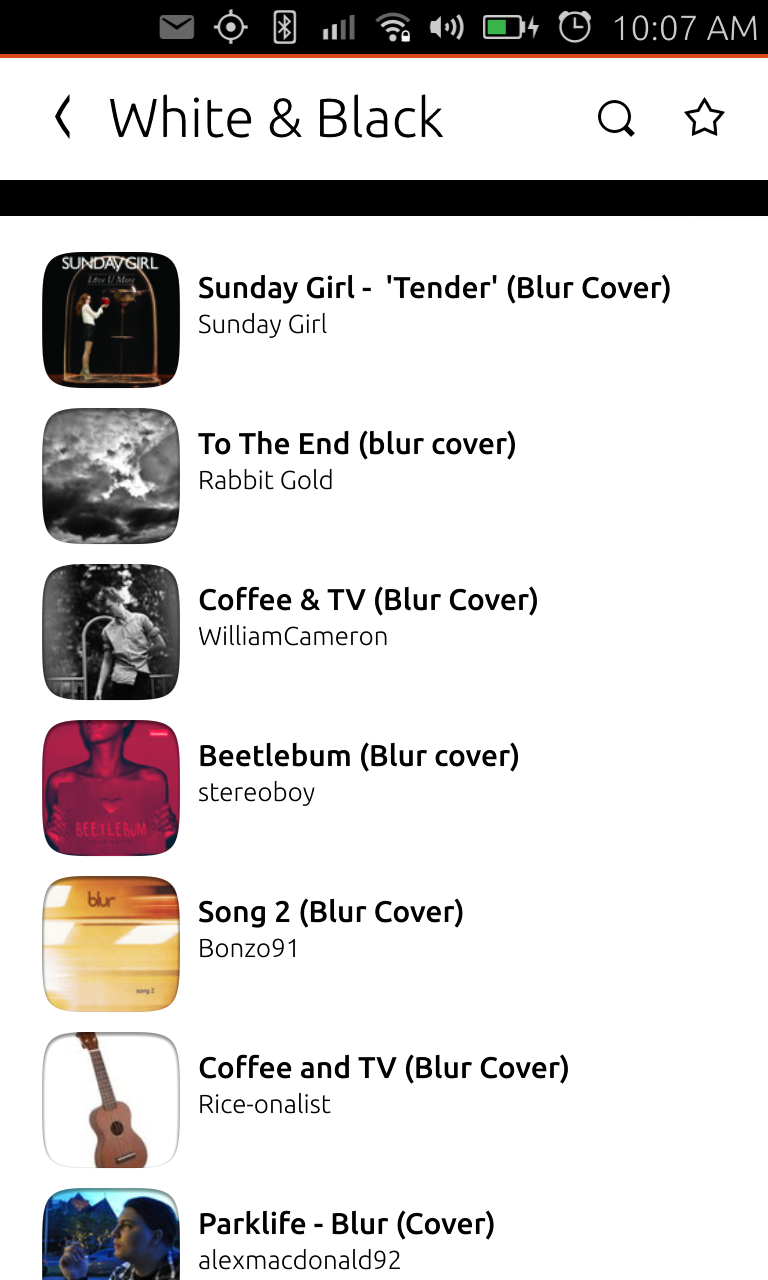 10:07 AM
White & Black
SUNDAY GIRL
Love U More
Sunday Girl -  'Tender' (Blur Cover)
Sunday Girl
To The End (blur cover)
Rabbit Gold
Coffee & TV (Blur Cover)
WilliamCameron
BEETLEBUM
Beetlebum (Blur cover)
stereoboy
blur
song 2
Song 2 (Blur Cover)
Bonzo91
Coffee and TV (Blur Cover)
Rice-onalist
Parklife - Blur (Cover)
alexmacdonald92